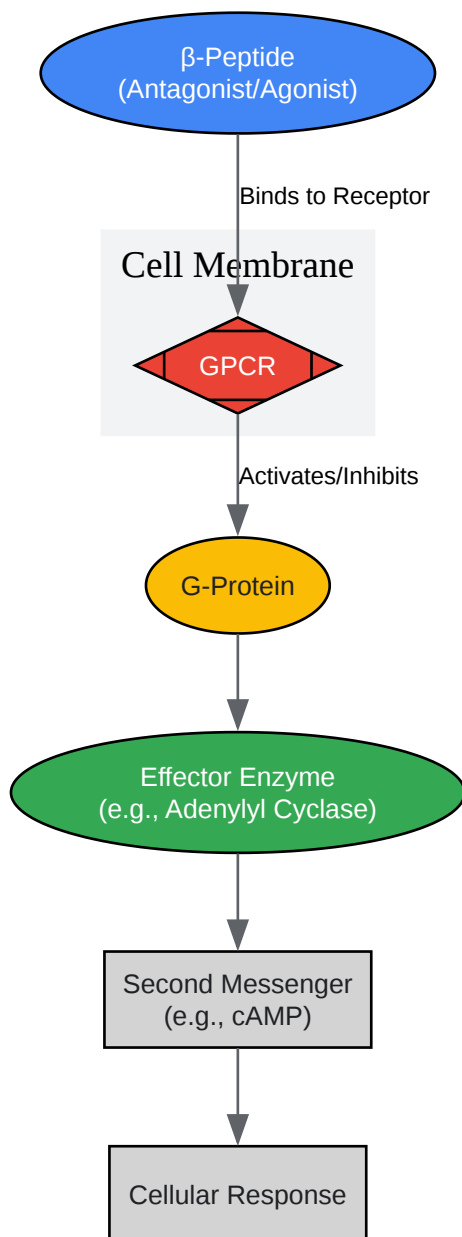 β-Peptide
(Antagonist/Agonist)
Binds to Receptor
Cell Membrane
GPCR
Activates/Inhibits
G-Protein
Effector Enzyme
(e.g., Adenylyl Cyclase)
Second Messenger
(e.g., cAMP)
Cellular Response